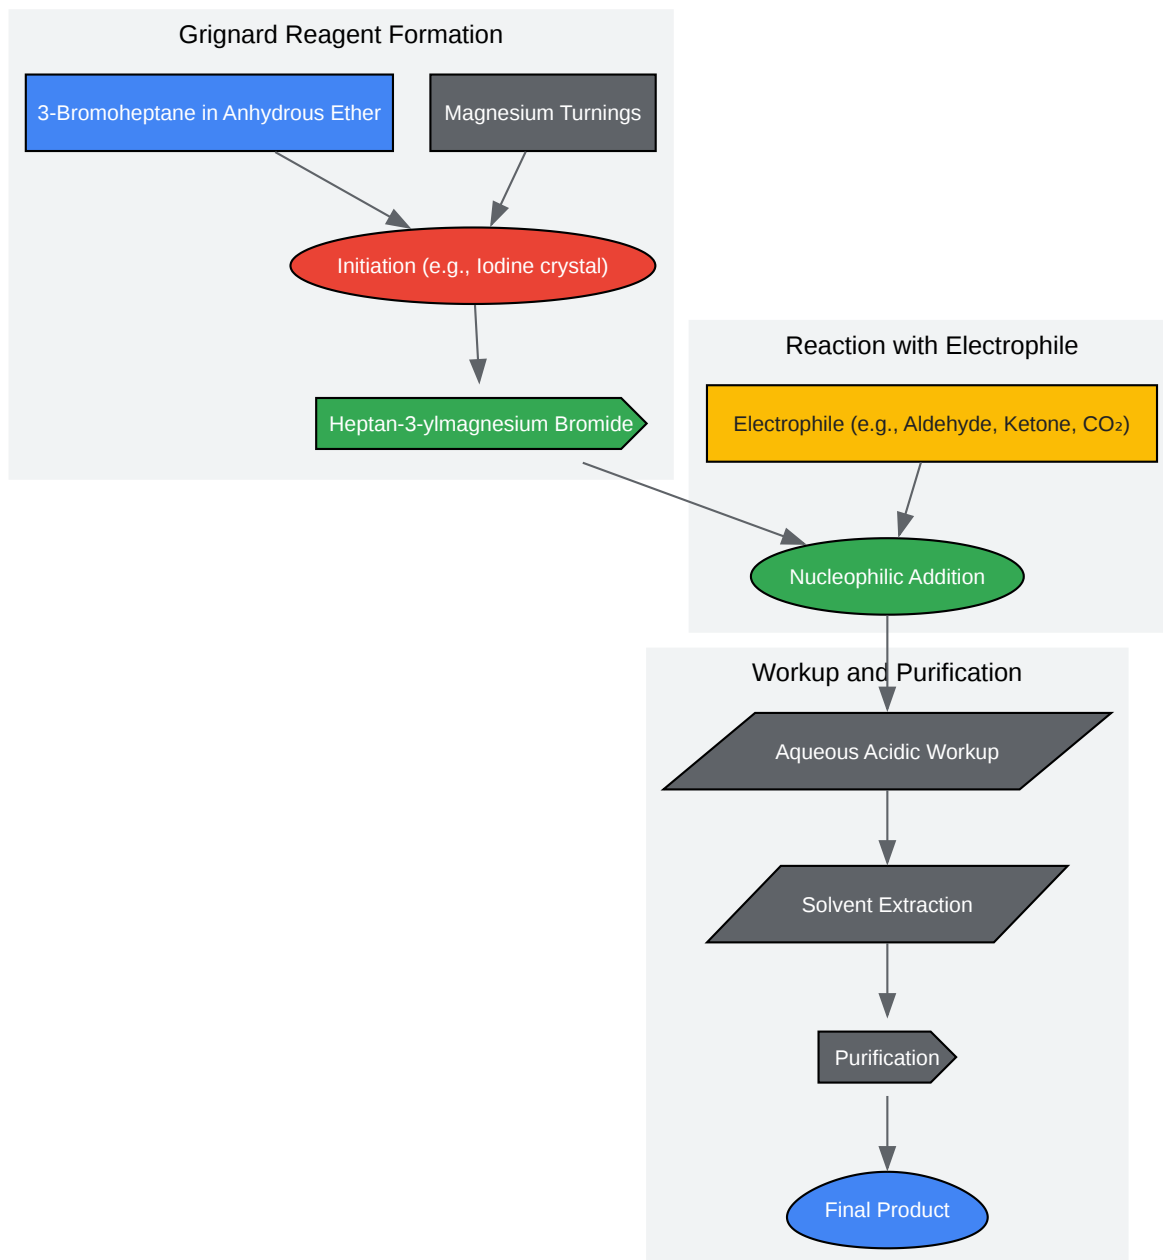 Grignard Reagent Formation
3-Bromoheptane in Anhydrous Ether
Magnesium Turnings
Initiation (e.g., Iodine crystal)
Heptan-3-ylmagnesium Bromide
Reaction with Electrophile
Electrophile (e.g., Aldehyde, Ketone, CO₂)
Nucleophilic Addition
Workup and Purification
Aqueous Acidic Workup
Solvent Extraction
Purification
Final Product